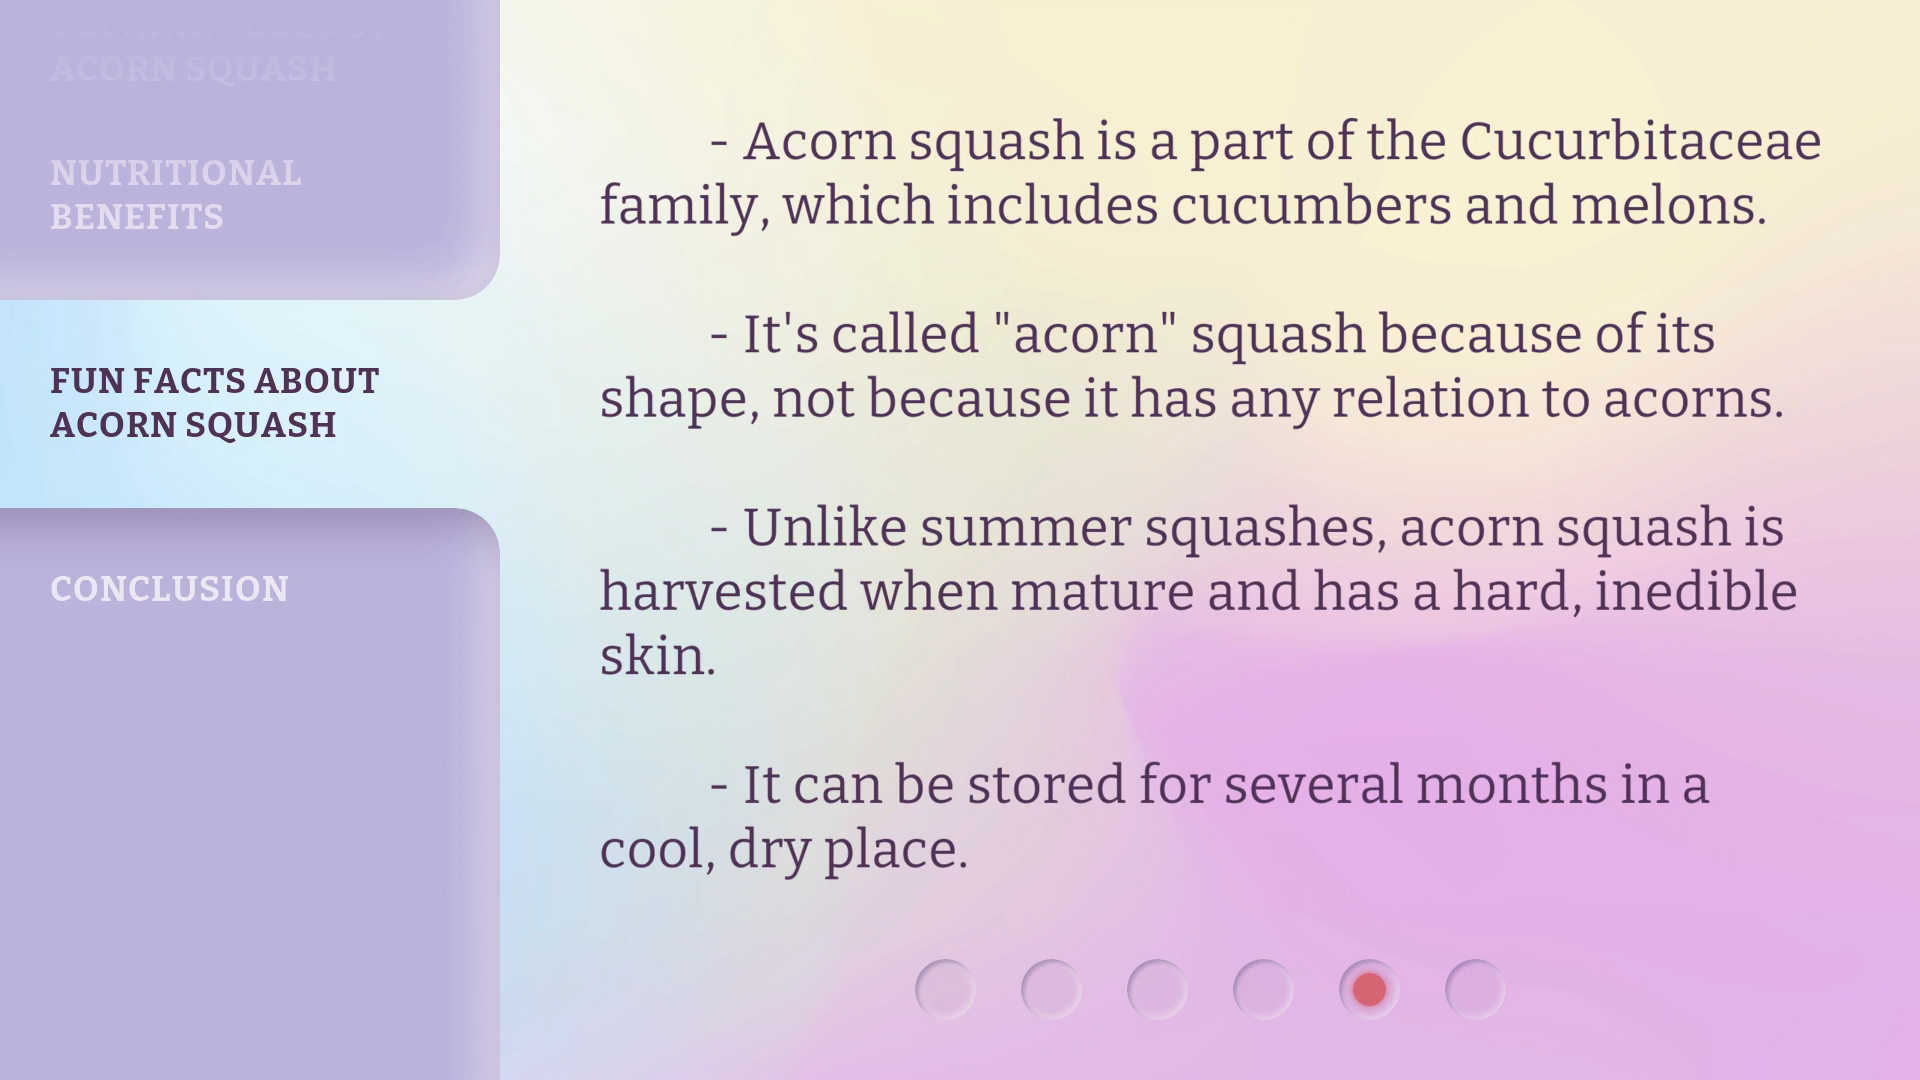 ACORN SQUASH
NUTRITIONAL
BENEFITS
FUN FACTS ABOUT
ACORN SQUASH
CONCLUSION
- Acorn squash is a part of the Cucurbitaceae
family, which includes cucumbers and melons.
- It's called "acorn" squash because of its
shape, not because it has any relation to acorns.
- Unlike summer squashes, acorn squash is
harvested when mature and has a hard, inedible
skin.
- It can be stored for several months in a
cool, dry place.